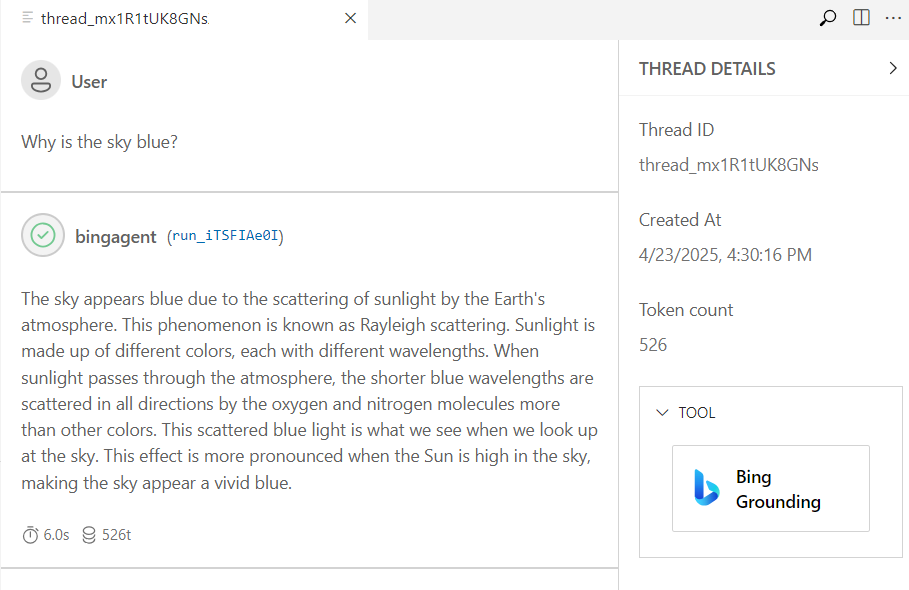 thread_mx1R1tUK8GNs
User
Why is the sky blue?
bingagent (run_iTSFIAe0I)
The sky appears blue due to the scattering of sunlight by the Earth's
atmosphere. This phenomenon is known as Rayleigh scattering. Sunlight is
made up of different colors, each with different wavelengths. When
sunlight passes through the atmosphere, the shorter blue wavelengths are
scattered in all directions by the oxygen and nitrogen molecules more
than other colors. This scattered blue light is what we see when we look up
at the sky. This effect is more pronounced when the Sun is high in the sky,
making the sky appear a vivid blue.
6.0s 526t
THREAD DETAILS
Thread ID
thread_mx1R1tUK8GNs
Created At
4/23/2025, 4:30:16 PM
Token count
526
TOOL
Bing
Grounding